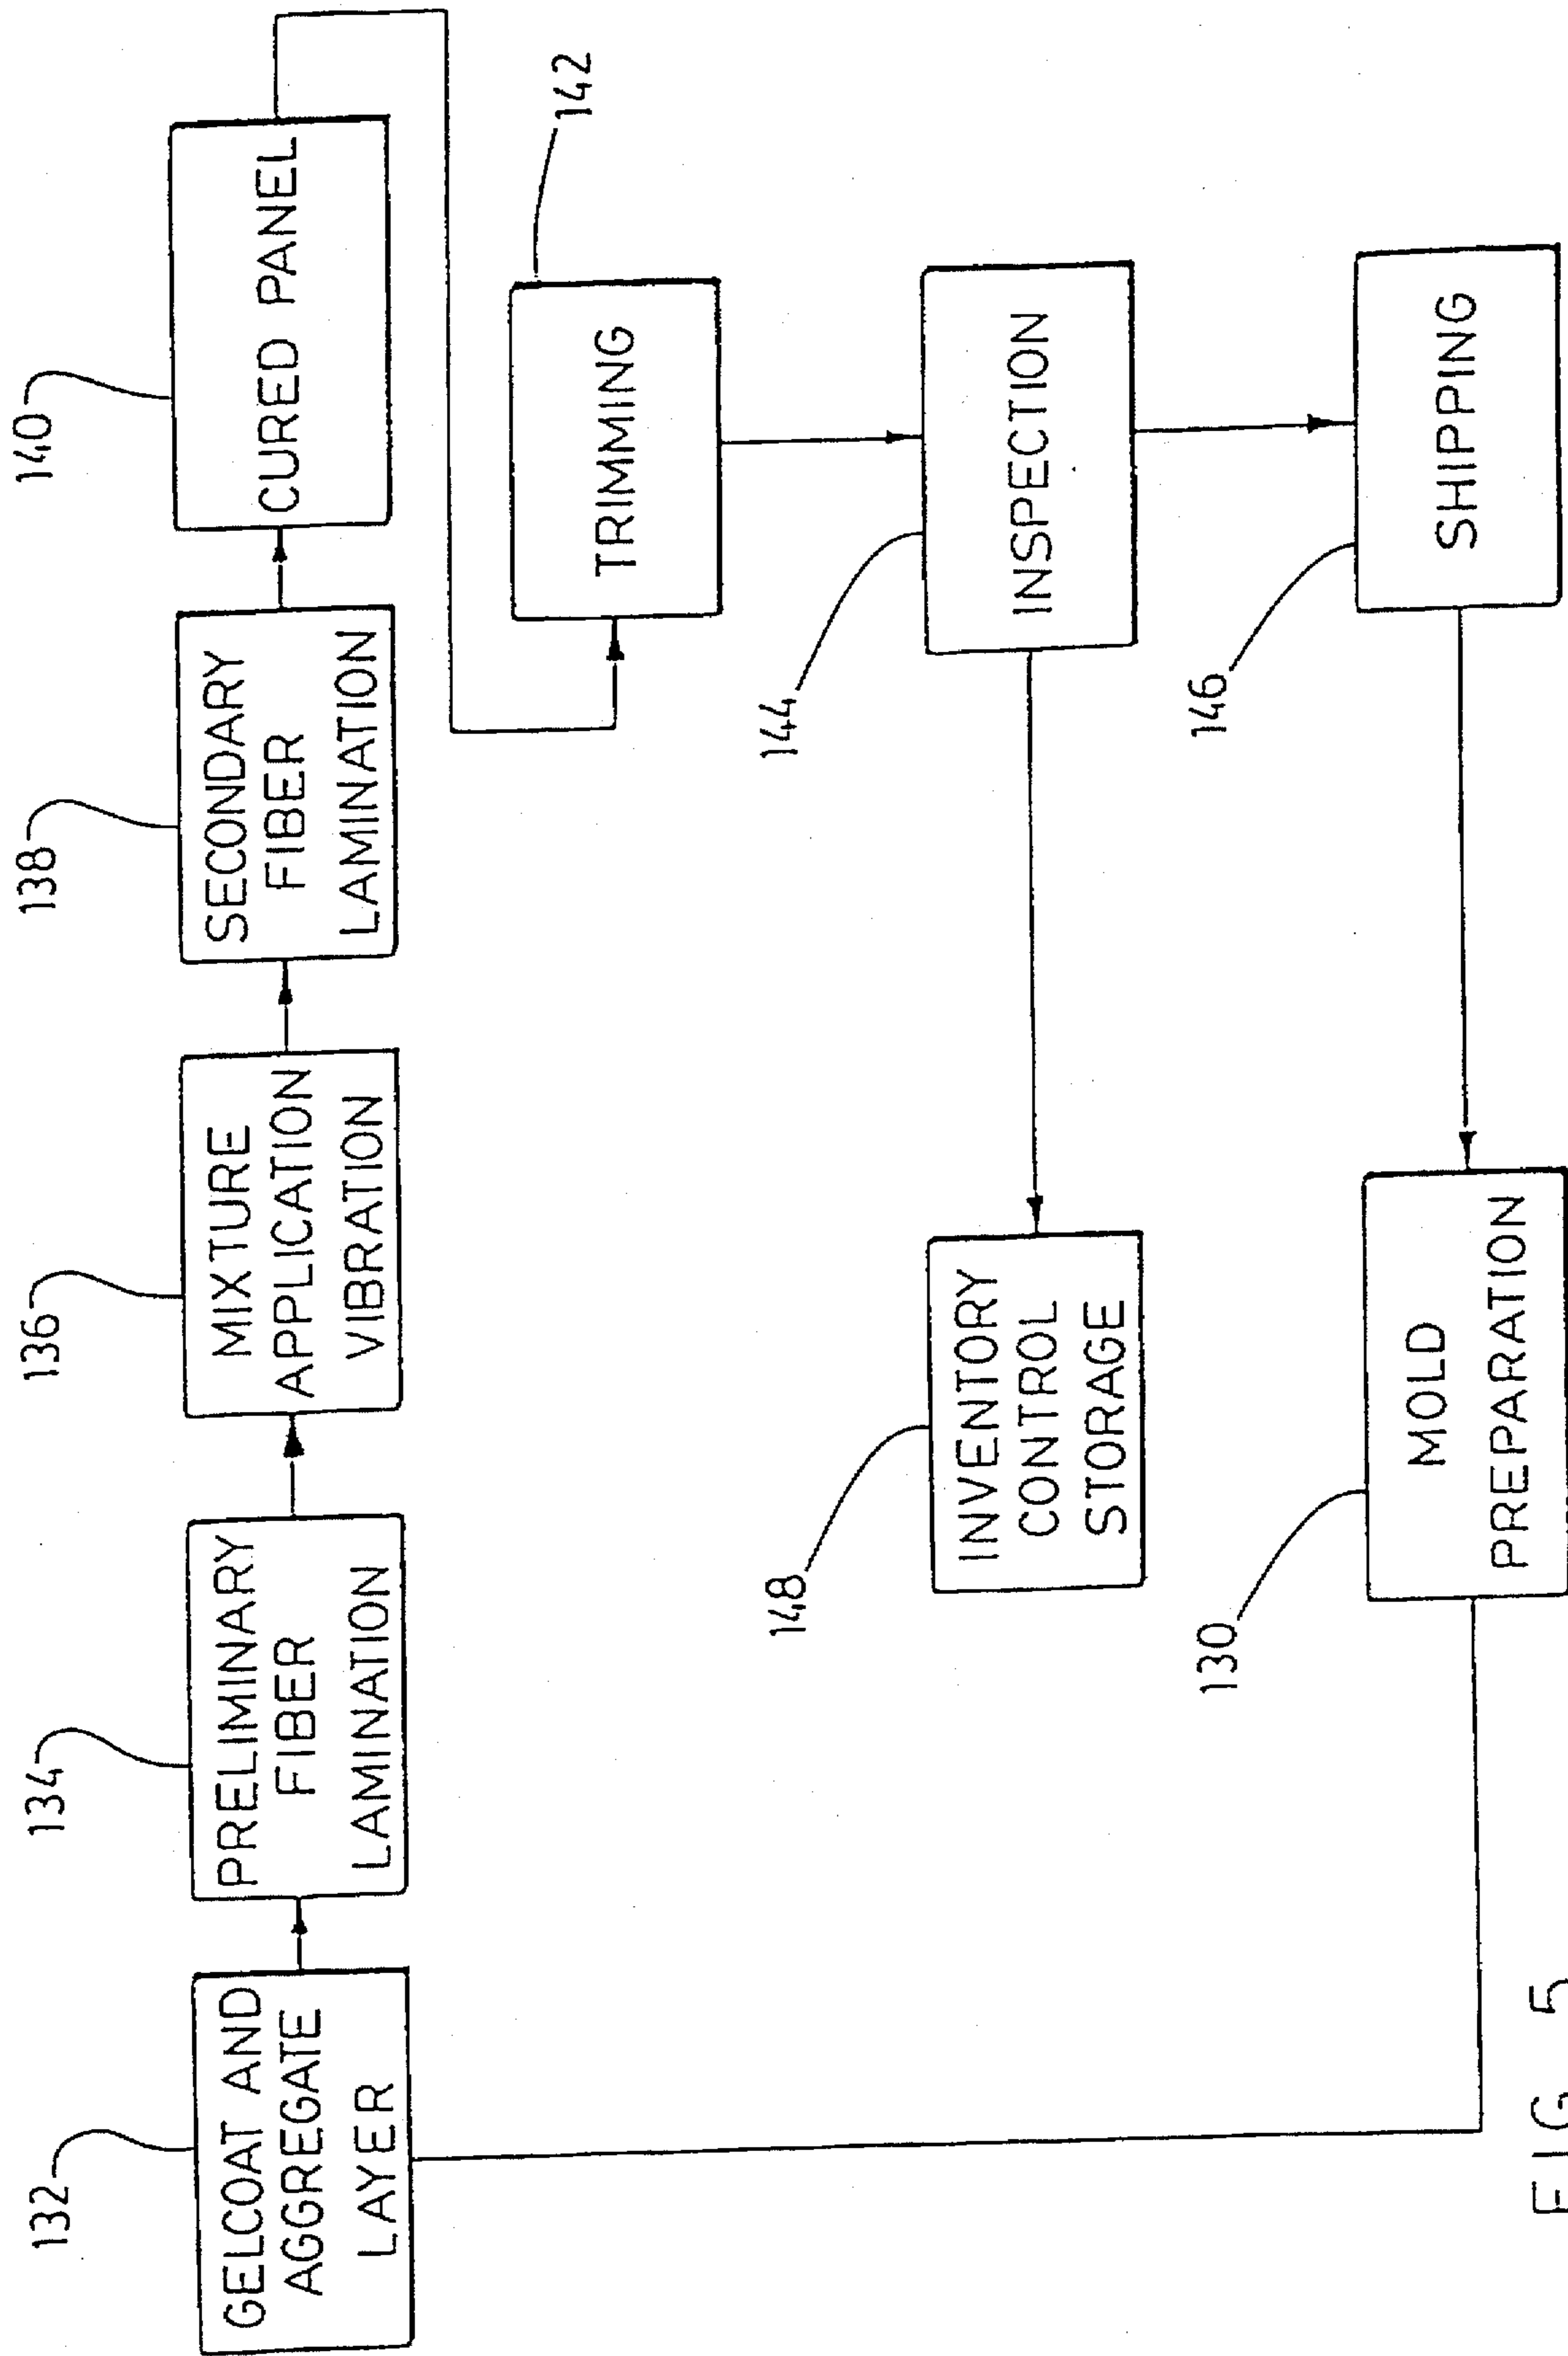 132
GELCOAT AND
AGGREGATE
LAYER
134
PRELIMINARY
FIBER
LAMINATION
136
MIXTURE
APPLICATION
VIBRATION
138
SECONDARY
FIBER
LAMINATION
140
CURED PANEL
142
TRIMMING
144
INSPECTION
148
INVENTORY
CONTROL
STORAGE
146
SHIPPING
130
MOLD
PREPARATION
FIG. 5